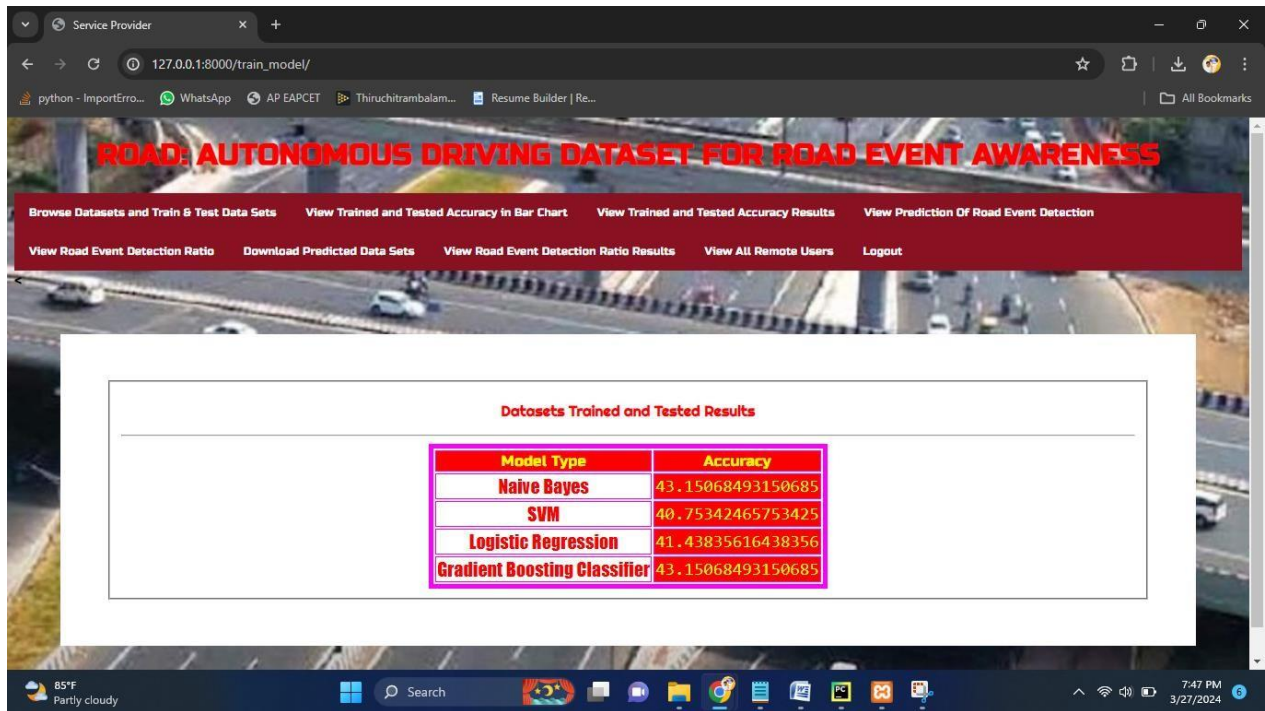 Service Provider
127.0.0.1:8000/train_model/
python - ImportErro... WhatsApp AP EAPCET Thiruchitrambalam... Resume Builder | Re... All Bookmarks
ROAD: AUTONOMOUS DRIVING DATASET FOR ROAD EVENT AWARENESS
Browse Datasets and Train & Test Data Sets View Trained and Tested Accuracy in Bar Chart View Trained and Tested Accuracy Results View Prediction Of Road Event Detection
View Road Event Detection Ratio Download Predicted Data Sets View Road Event Detection Ratio Results View All Remote Users Logout
<
Datasets Trained and Tested Results
Model Type Accuracy
Naive Bayes 43.15068493150685
SVM 40.75342465753425
Logistic Regression 41.43835616438356
Gradient Boosting Classifier 43.15068493150685
85°F
Partly cloudy
Search
7:47 PM
3/27/2024
6